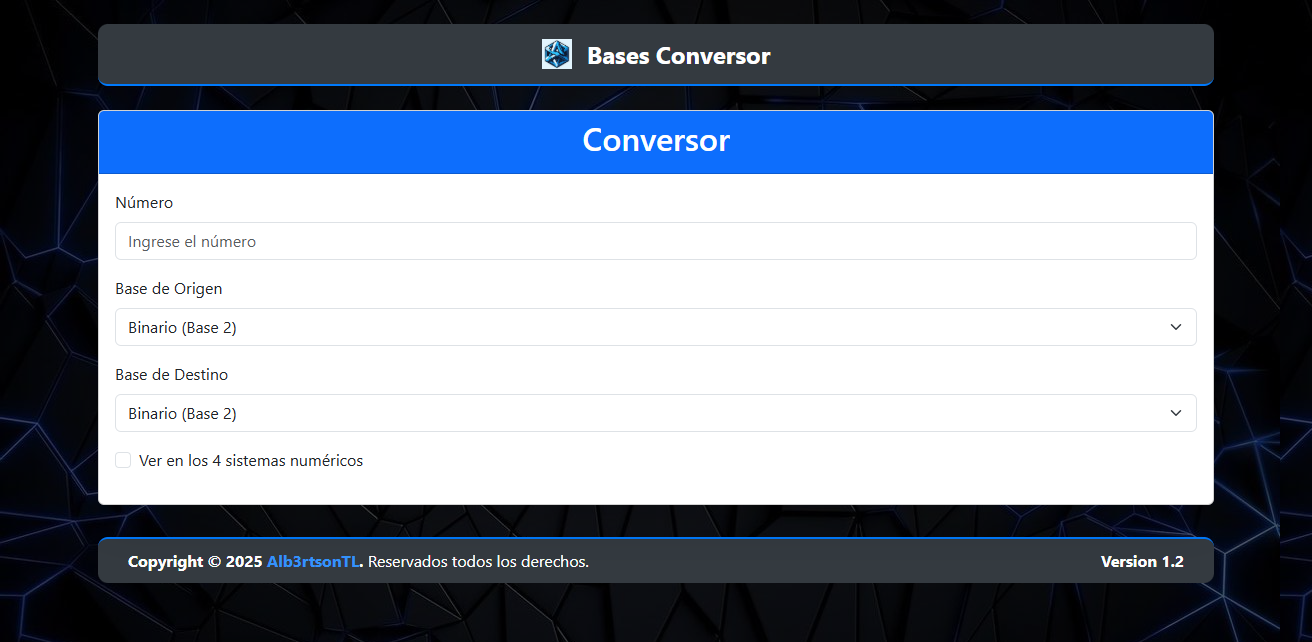 Bases Conversor
Conversor
Número
Ingrese el número
Base de Origen
Binario (Base 2)
Base de Destino
Binario (Base 2)
Ver en los 4 sistemas numéricos
Copyright © 2025 Alb3rtsonTL. Reservados todos los derechos. Version 1.2